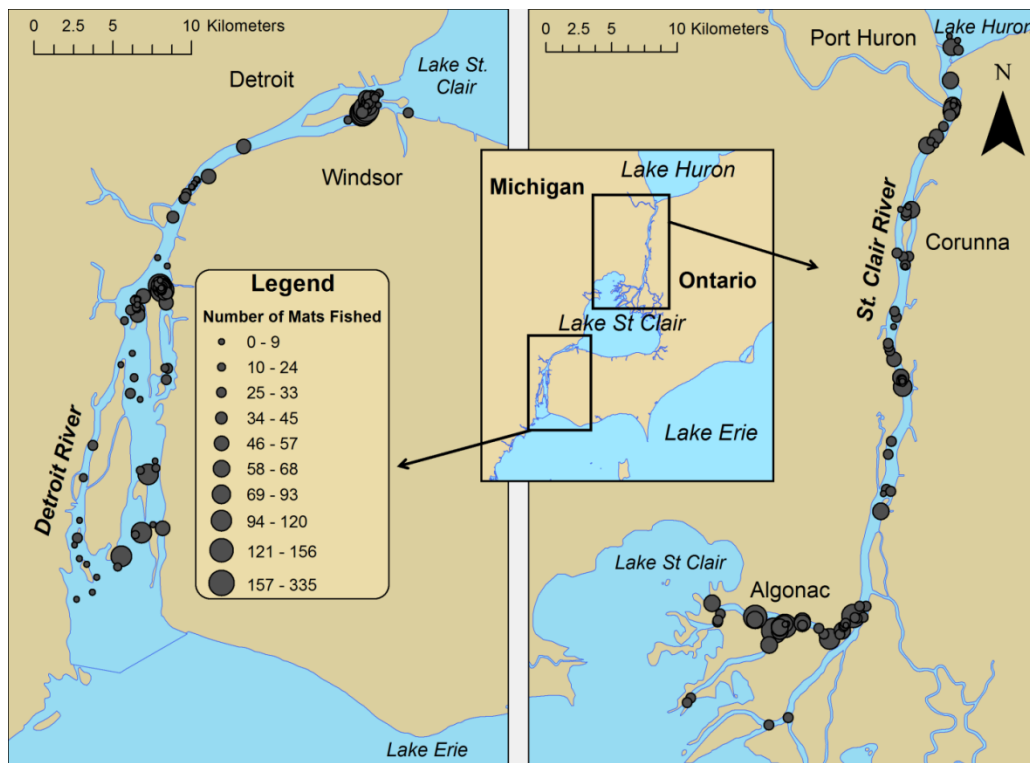 0 2.5 5 10 Kilometers
Detroit
Lake St.
Clair
Windsor
Detroit River
Legend
Number of Mats Fished
0 - 9
10 - 24
25 - 33
34 - 45
46 - 57
58 - 68
69 - 93
94 - 120
121 - 156
157 - 335
Lake Erie
Lake Huron
Michigan
Ontario
Lake St Clair
Lake Erie
0 2.5 5 10 Kilometers
Port Huron
Lake Huron
N
St. Clair River
Corunna
Lake St Clair
Algonac